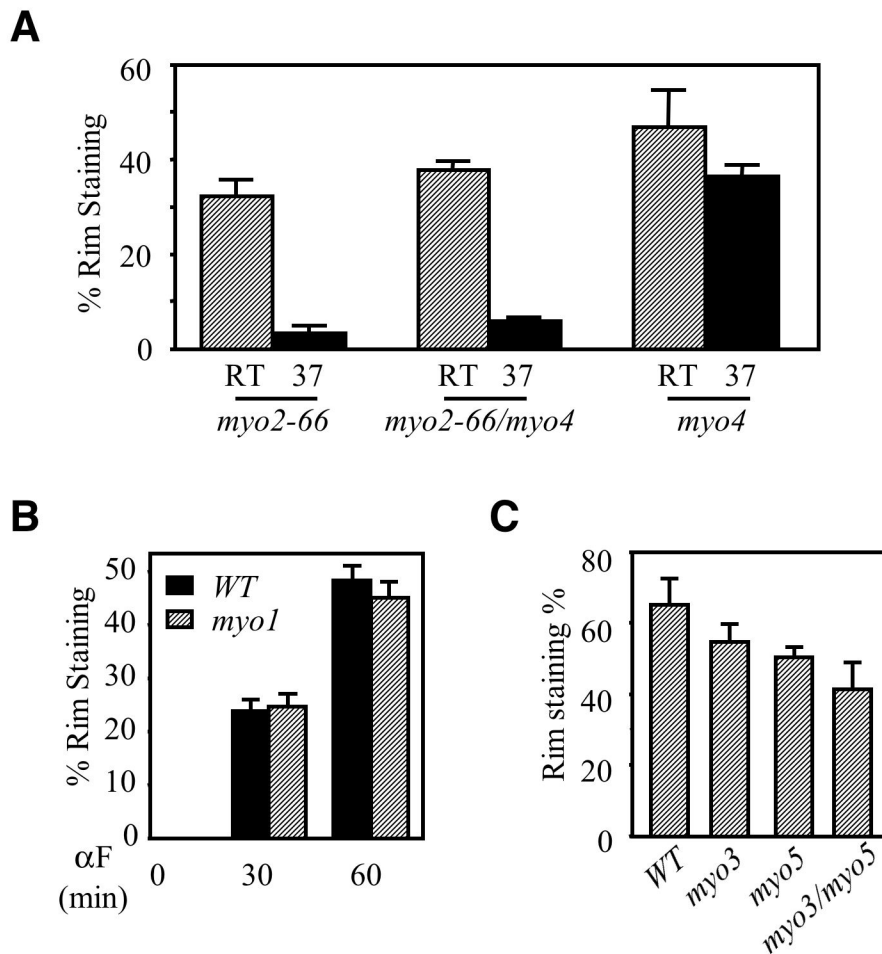 A
60
40
20
0
% Rim Staining
RT 37 RT 37 RT 37
myo2-66 myo2-66/myo4 myo4
B
50
40
30
20
10
0
% Rim Staining
WT
myo1
αF
(min)
0 30 60
C
80
60
40
20
0
Rim staining %
WT myo3 myo5 myo3/myo5